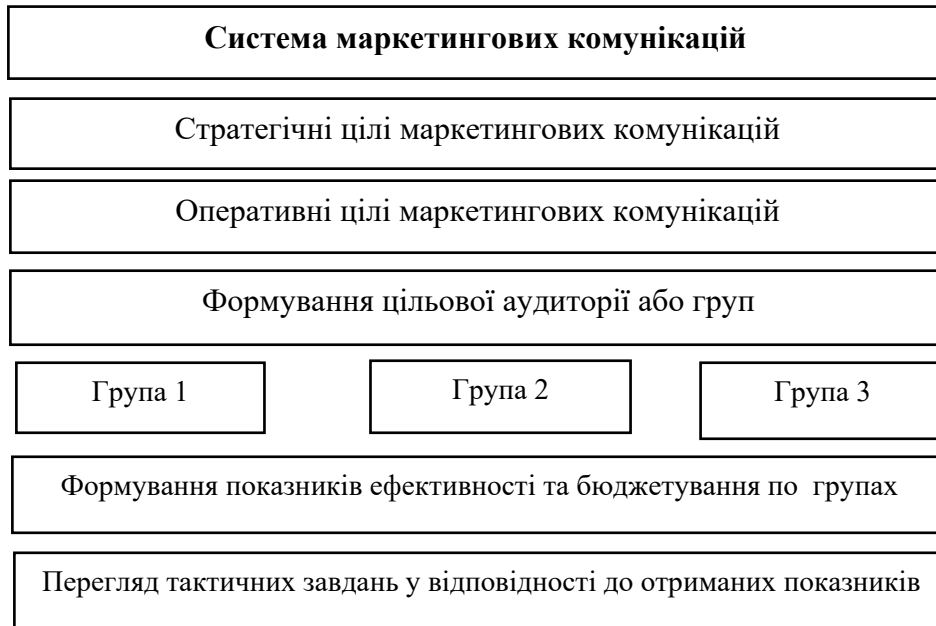 Система маркетингових комунікацій
Стратегічні цілі маркетингових комунікацій
Оперативні цілі маркетингових комунікацій
Формування цільової аудиторії або груп
Група 1
Група 2
Група 3
Формування показників ефективності та бюджетування по групах
Перегляд тактичних завдань у відповідності до отриманих показників